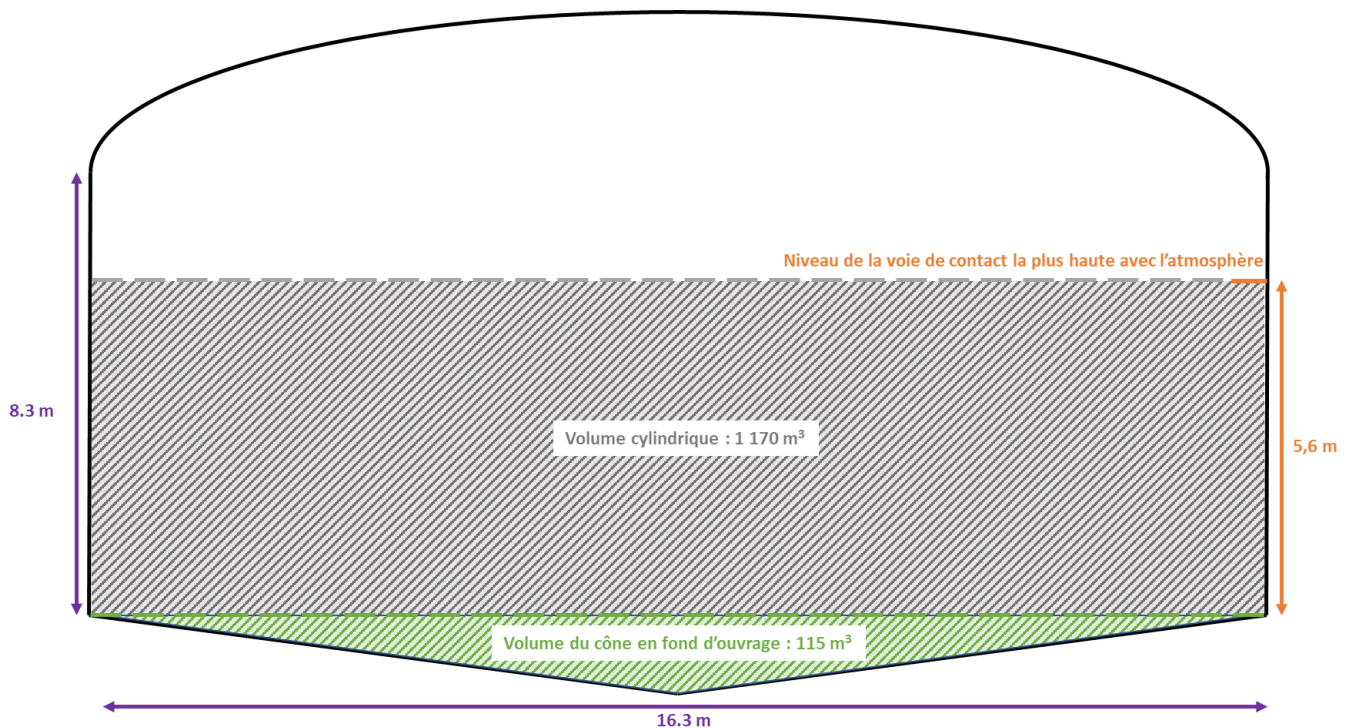 Niveau de la voie de contact la plus haute avec l’atmosphère
8.3 m
Volume cylindrique : 1 170 m³
5,6 m
Volume du cône en fond d’ouvrage : 115 m³
16.3 m